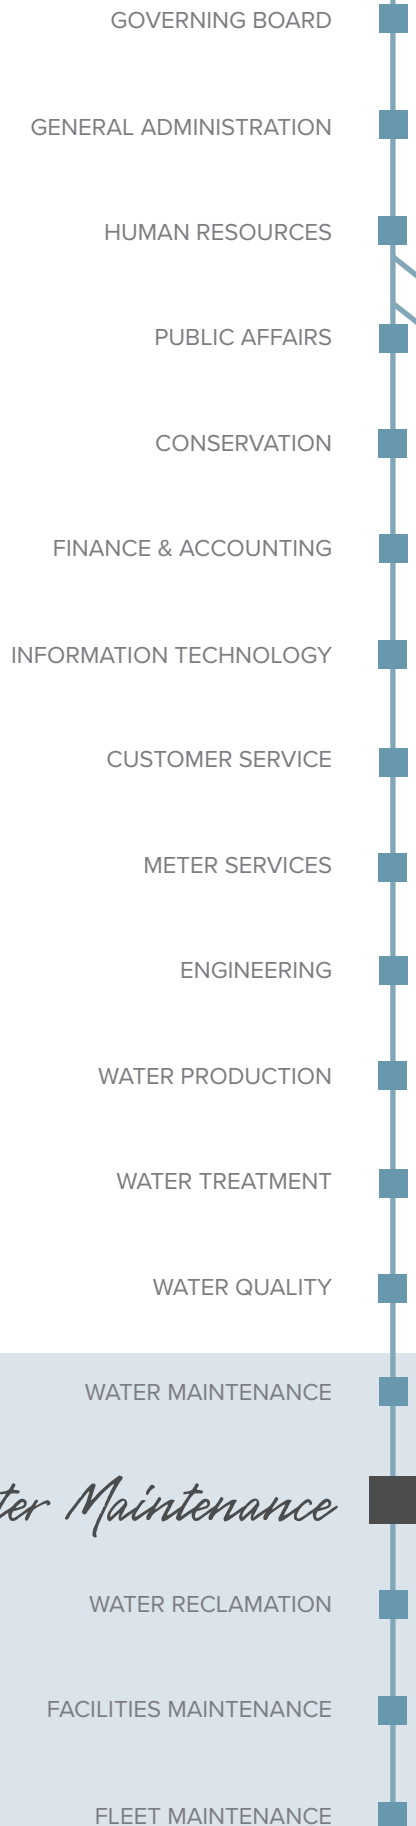 GOVERNING BOARD
GENERAL ADMINISTRATION
HUMAN RESOURCES
PUBLIC AFFAIRS
CONSERVATION
FINANCE & ACCOUNTING
INFORMATION TECHNOLOGY
CUSTOMER SERVICE
METER SERVICES
ENGINEERING
WATER PRODUCTION
WATER TREATMENT
WATER QUALITY
WATER MAINTENANCE
Maintenance
WATER RECLAMATION
FACILITIES MAINTENANCE
FLEET MAINTENANCE